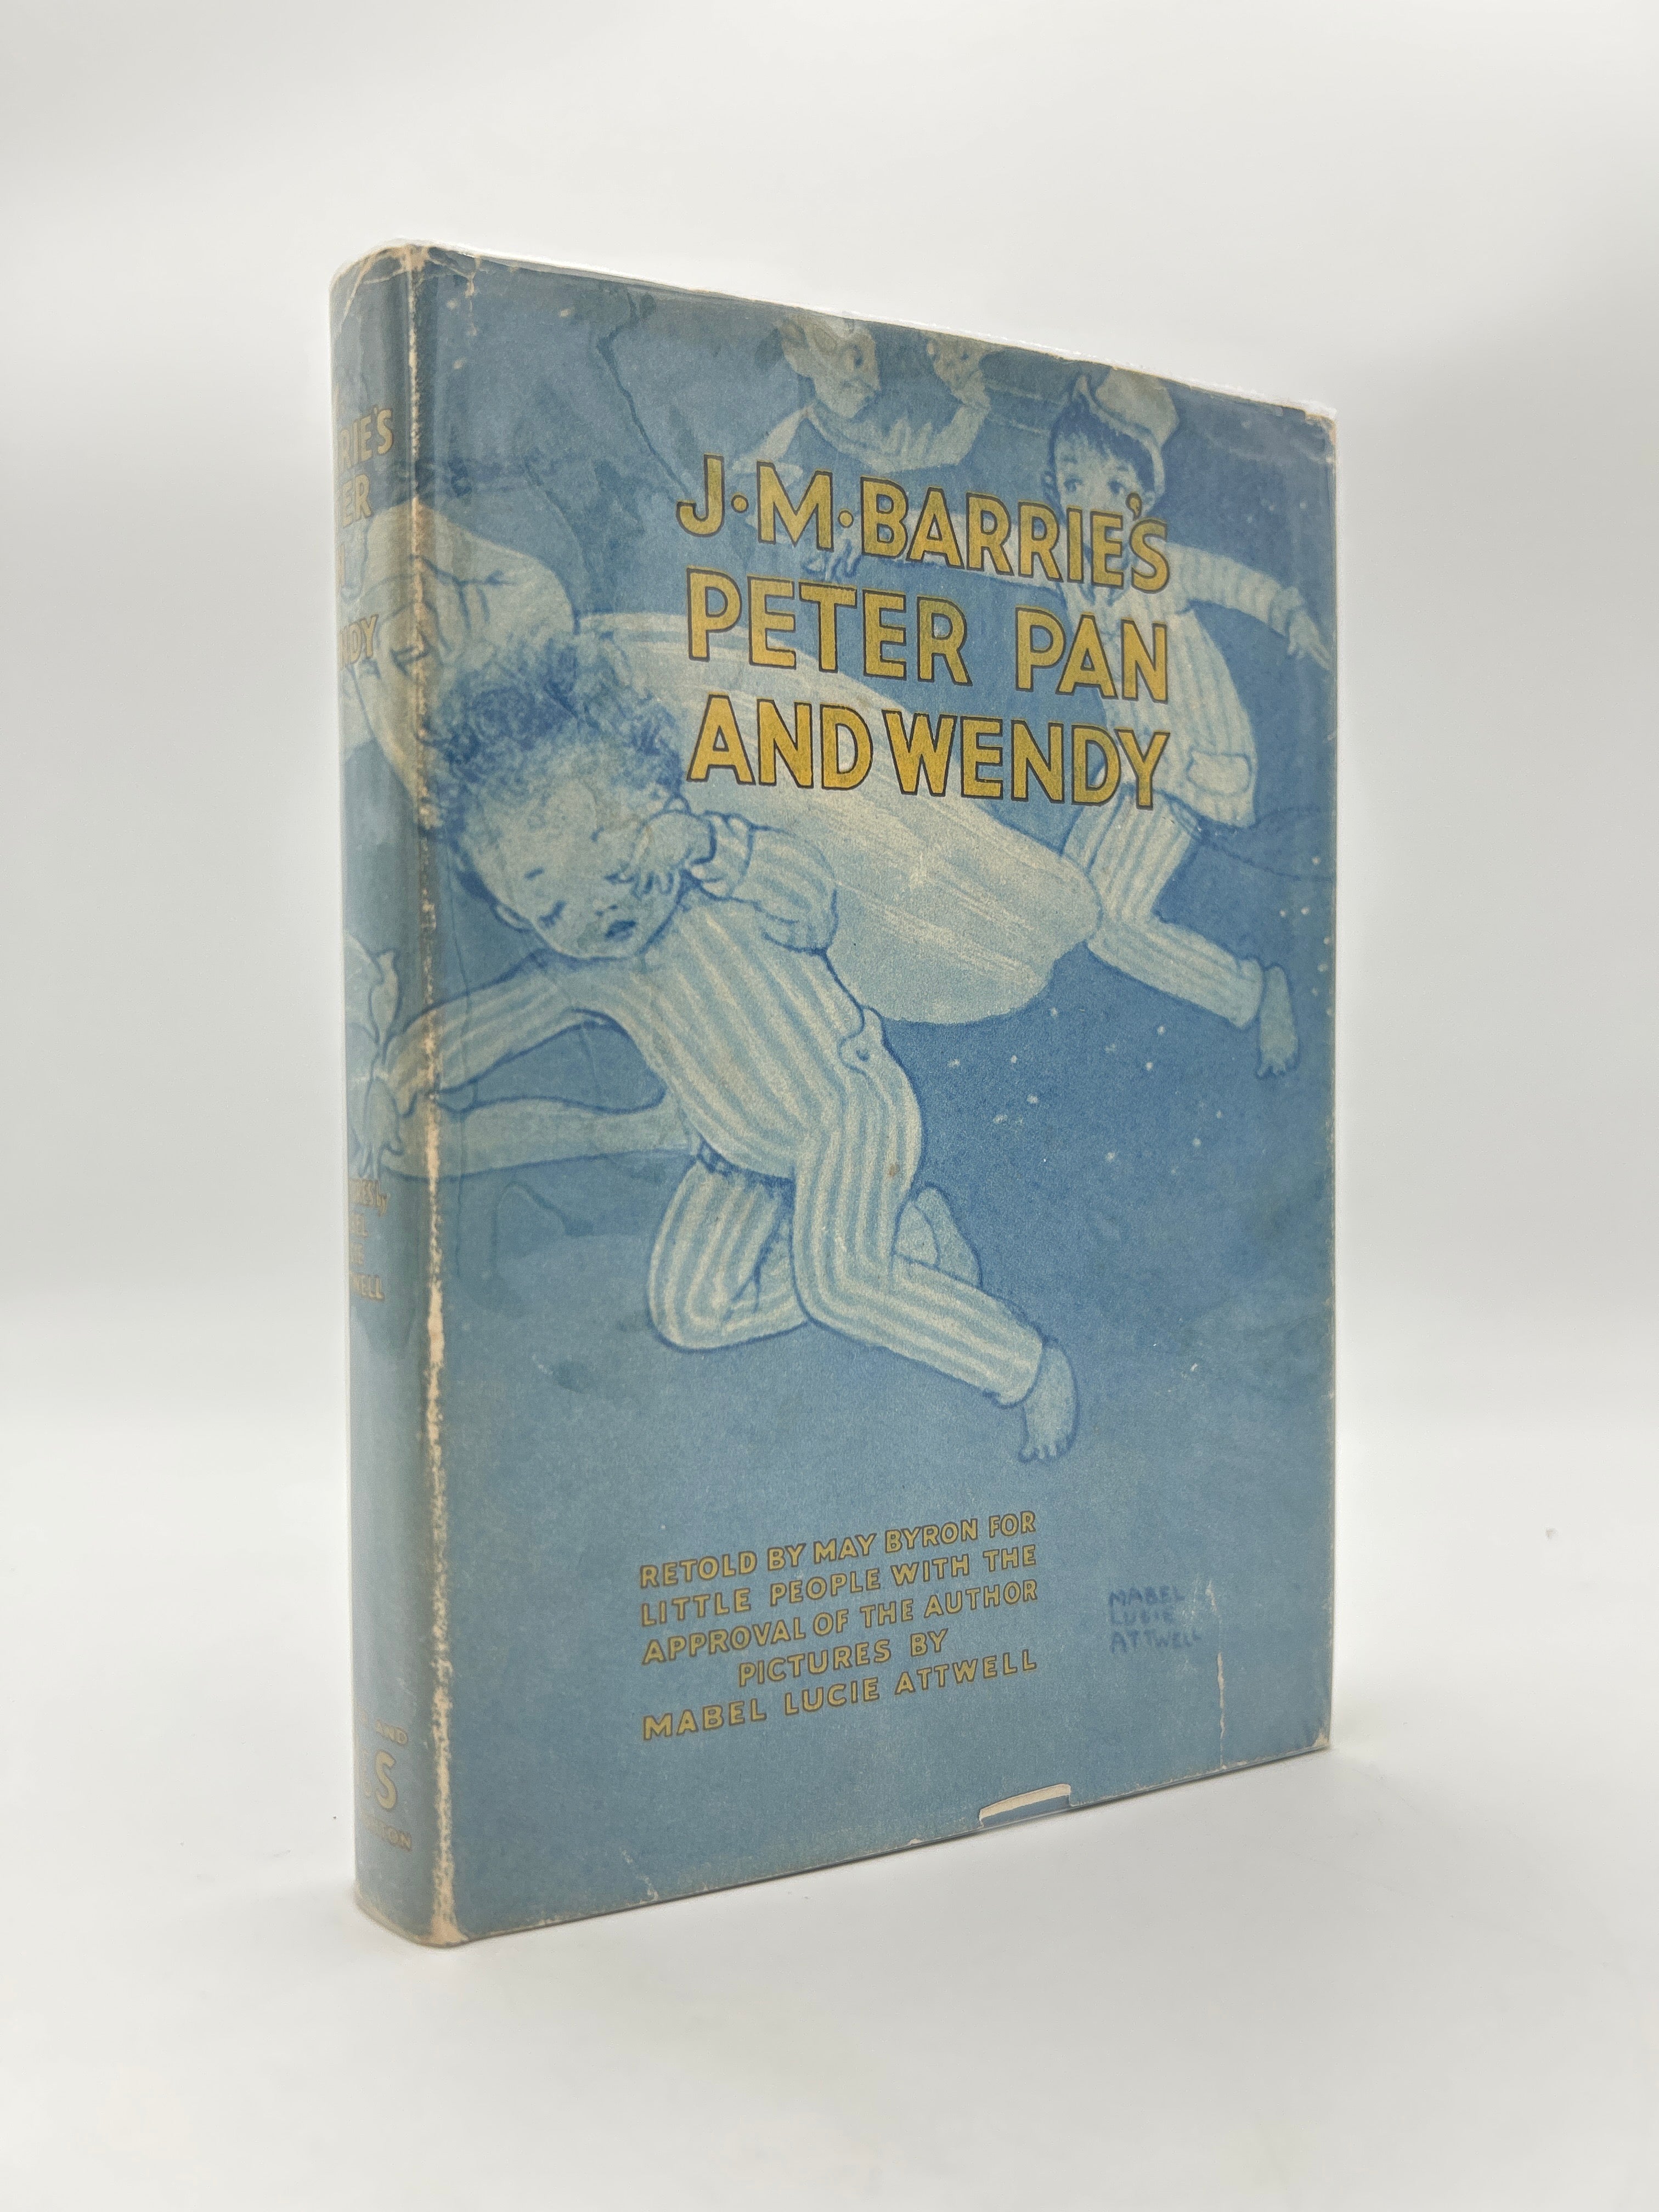 J·M·BARRIE'S
PETER PAN
AND WENDY
RETOLD BY MAY BYRON FOR
LITTLE PEOPLE WITH THE
APPROVAL OF THE AUTHOR
PICTURES BY
MABEL LUCIE ATTWELL
MABEL
LUCIE
ATTWELL
AND